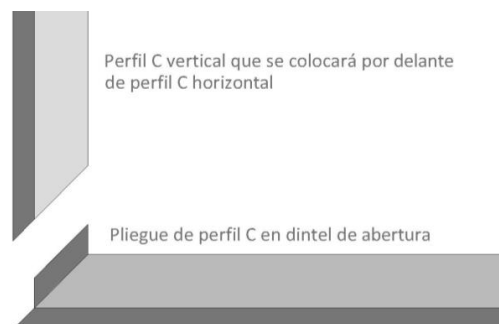 Perfil C vertical que se colocará por delante
de perfil C horizontal
Pliegue de perfil C en dintel de abertura